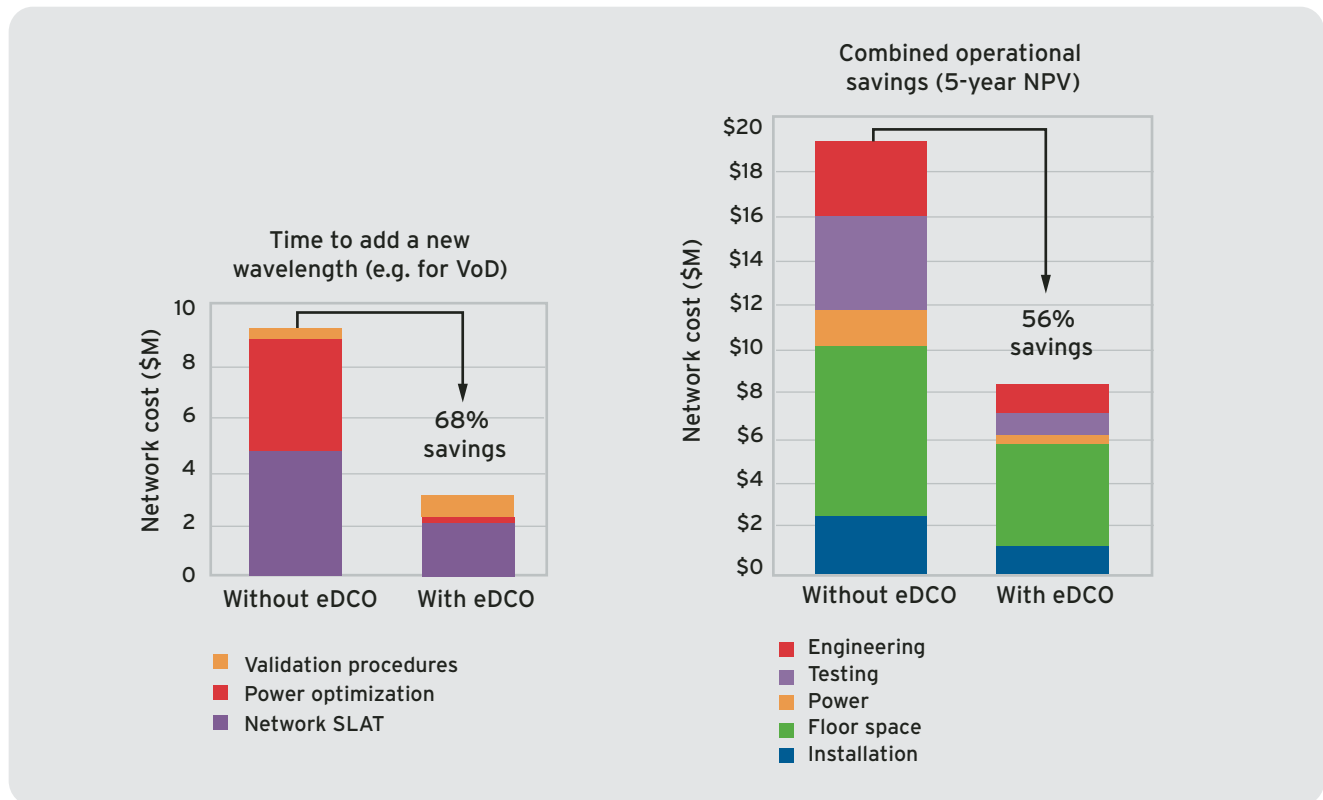 Time to add a new
wavelength (e.g. for VoD)
Network cost ($M)
10
8
6
4
2
0
68%
savings
Without eDCO
With eDCO
Validation procedures
Power optimization
Network SLAT
Combined operational
savings (5-year NPV)
Network cost ($M)
$20
$18
$16
$14
$12
$10
$8
$6
$4
$2
$0
56%
savings
Without eDCO
With eDCO
Engineering
Testing
Power
Floor space
Installation